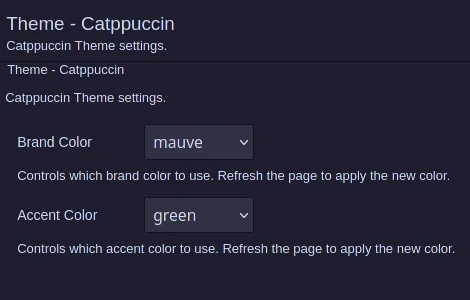 Theme - Catppuccin
Catppuccin Theme settings.
Theme - Catppuccin
Catppuccin Theme settings.
Brand Color mauve
Controls which brand color to use. Refresh the page to apply the new color.
Accent Color green
Controls which accent color to use. Refresh the page to apply the new color.